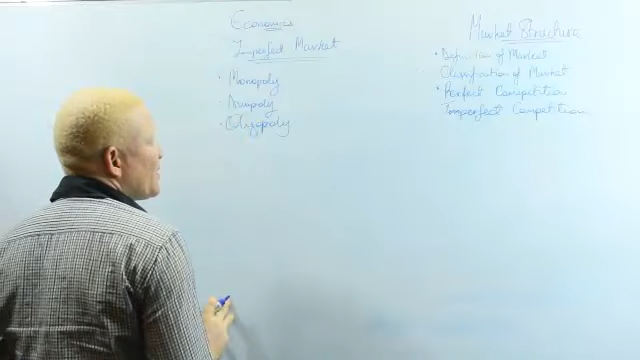 Economics
Imperfect Market
· Monopoly
· Duopoly
· Oligopoly
Market Structure
· Definition of Market
Classification of Market
· Perfect Competition
Imperfect Competition